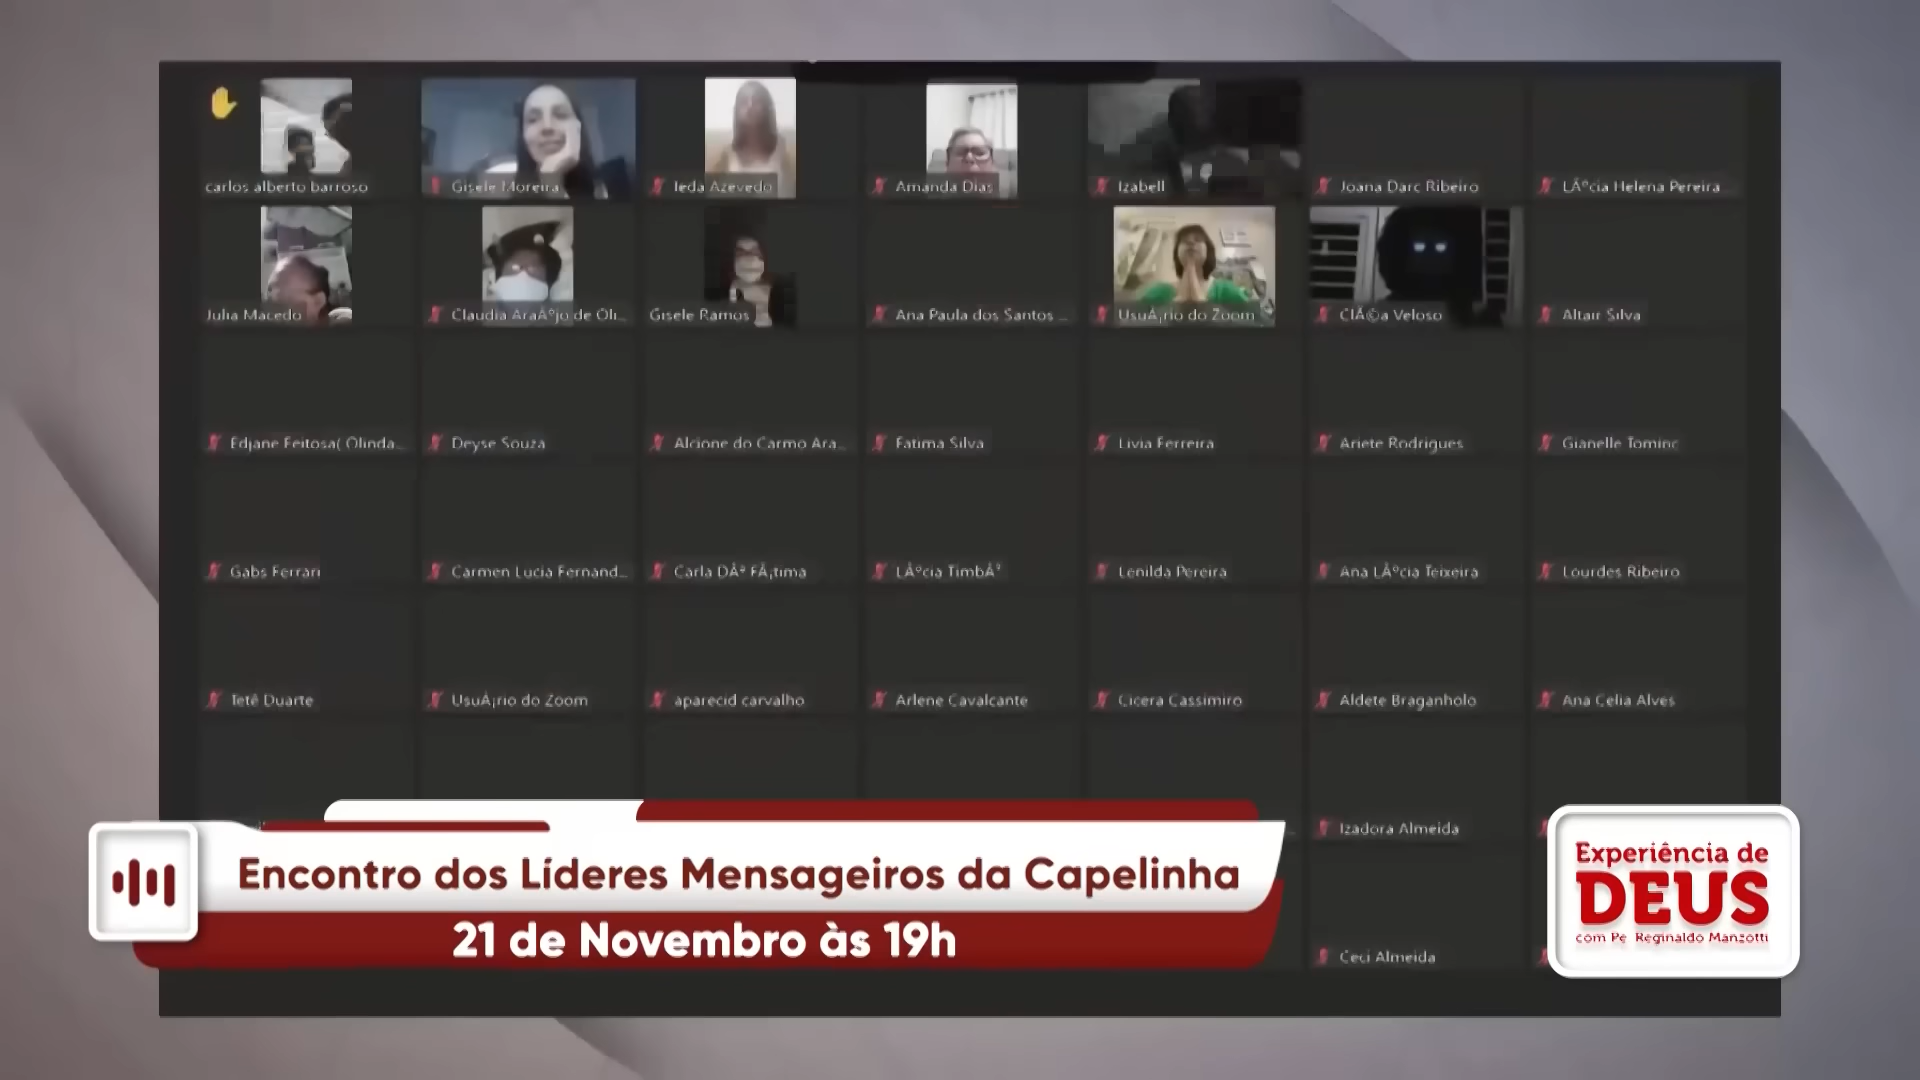 carlos alberto barroso
Gisele Moreira
Ieda Azevedo
Amanda Dias
Izabell
Joana Darc Ribeiro
LÃºcia Helena Pereira
Julia Macedo
Claudia AraÃºjo de Oli...
Gisele Ramos
Ana Paula dos Santos ...
UsuÃ¡rio do Zoom
ClÃ©a Veloso
Altair Silva
Edjane Feitosa( Olinda...
Deyse Souza
Alcione do Carmo Ara...
Fatima Silva
Livia Ferreira
Ariete Rodrigues
Gianelle Tominc
Gabs Ferrari
Carmen Lucia Fernand...
Carla DÂª FÃ¡tima
LÃºcia TimbÃ³
Lenilda Pereira
Ana LÃºcia Teixeira
Lourdes Ribeiro
Tetê Duarte
UsuÃ¡rio do Zoom
aparecid carvalho
Arlene Cavalcante
Cicera Cassimiro
Aldete Braganholo
Ana Celia Alves
Izadora Almeida
Ceci Almeida
Encontro dos Líderes Mensageiros da Capelinha
21 de Novembro às 19h
Experiência de
DEUS
com Pe Reginaldo Manzotti